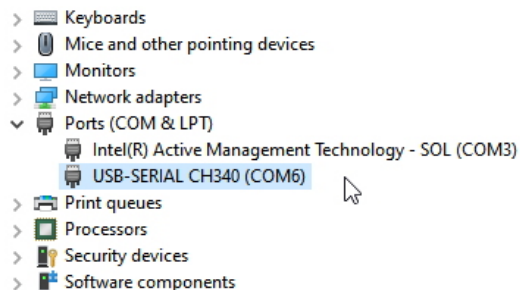 Keyboards
Mice and other pointing devices
Monitors
Network adapters
Ports (COM & LPT)
Intel(R) Active Management Technology - SOL (COM3)
USB-SERIAL CH340 (COM6)
Print queues
Processors
Security devices
Software components